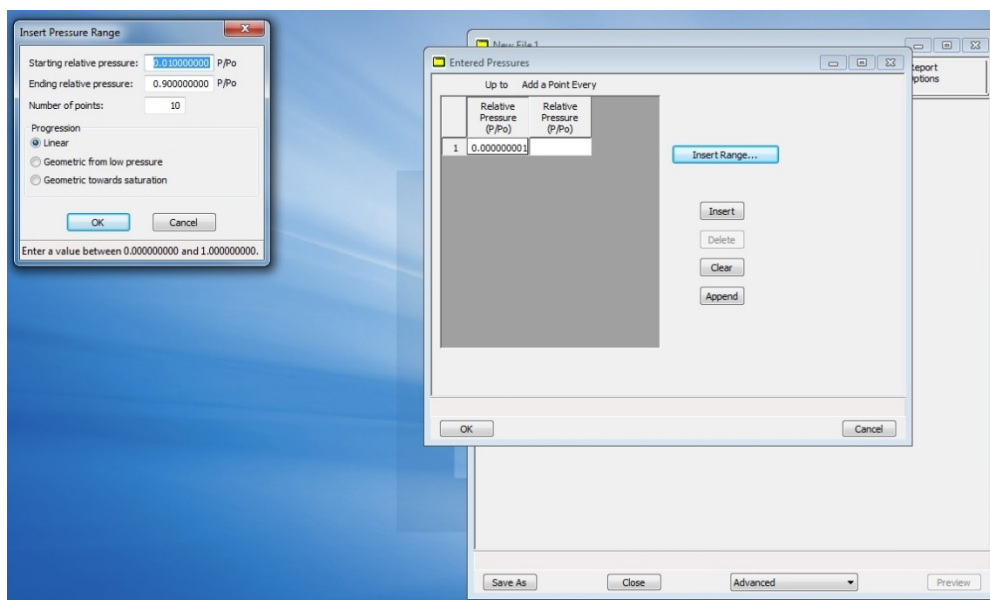 Insert Pressure Range
Starting relative pressure: 0.010000000 P/Po
Ending relative pressure: 0.900000000 P/Po
Number of points: 10
Progression
Linear
Geometric from low pressure
Geometric towards saturation
OK Cancel
Enter a value between 0.000000000 and 1.000000000.
New File1
Report
Options
Entered Pressures
Up to Add a Point Every
Relative Relative
Pressure Pressure
(P/Po) (P/Po)
1 0.000000001
Insert Range...
Insert
Delete
Clear
Append
OK Cancel
Save As Close Advanced Preview